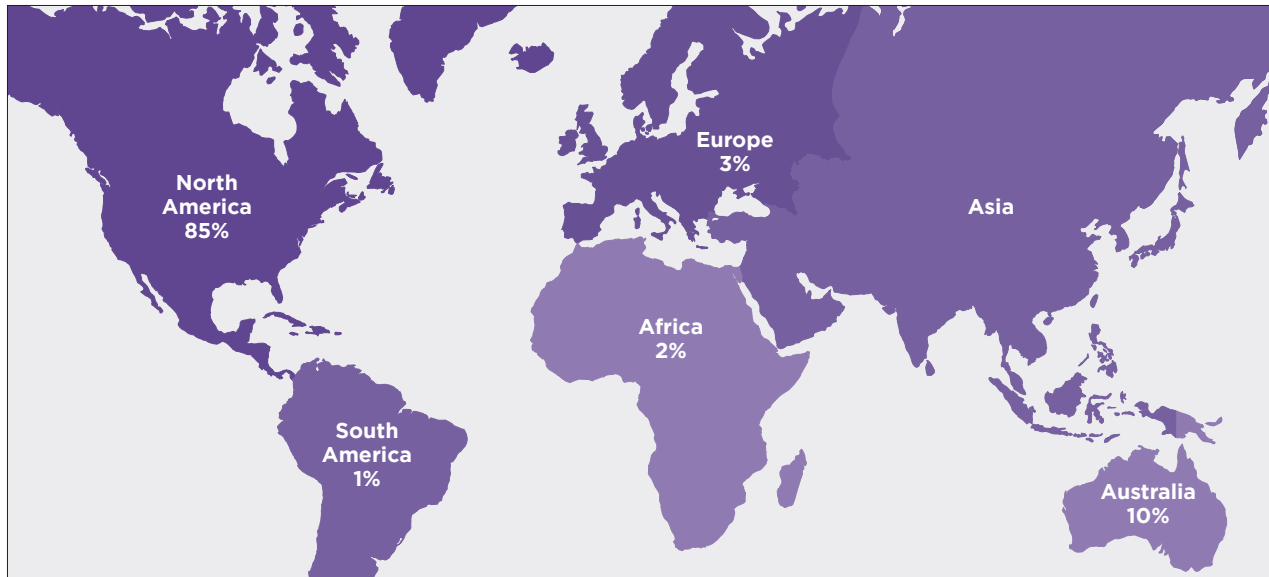 North
America
85%
Europe
3%
Asia
Africa
2%
South
America
1%
Australia
10%